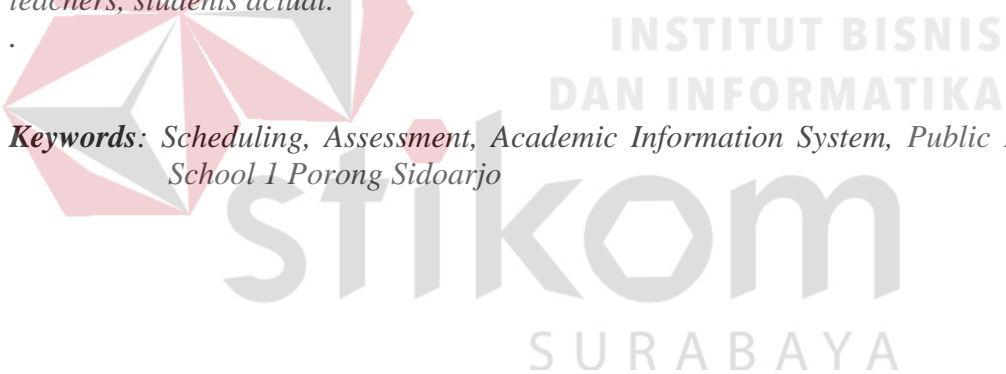 teachers, students actual.
.
INSTITUT BISNIS
DAN INFORMATIKA
Keywords: Scheduling, Assessment, Academic Information System, Public
School 1 Porong Sidoarjo
stikom
SURABAYA